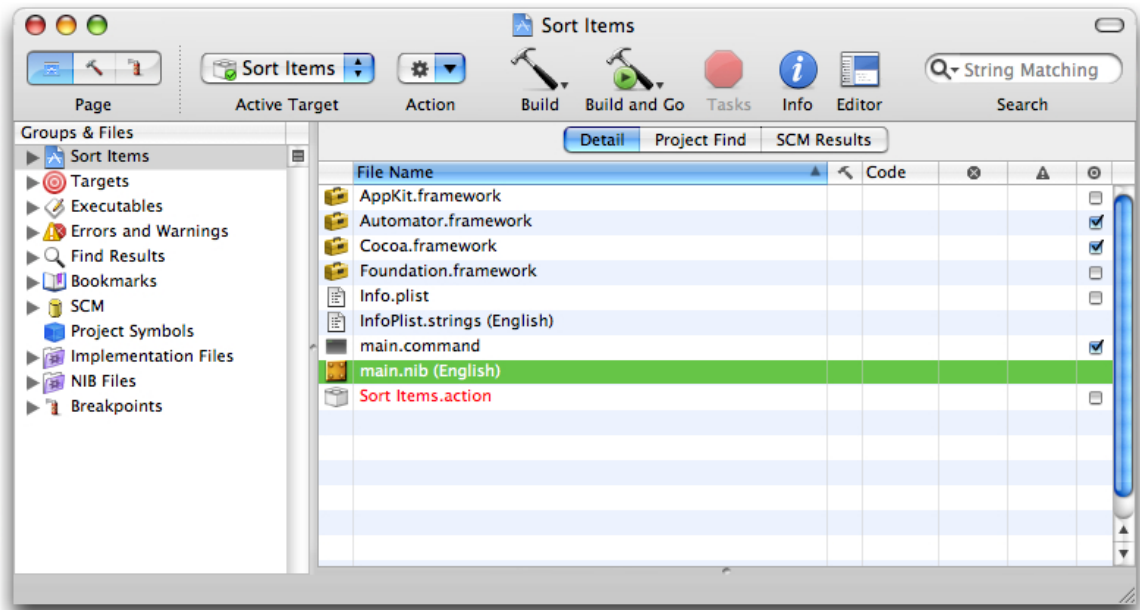 Sort Items
Sort Items
String Matching
Page
Active Target
Action
Build
Build and Go
Tasks
Info
Editor
Search
Groups & Files
Sort Items
Targets
Executables
Errors and Warnings
Find Results
Bookmarks
SCM
Project Symbols
Implementation Files
NIB Files
Breakpoints
Detail
Project Find
SCM Results
File Name
Code
AppKit.framework
Automator.framework
Cocoa.framework
Foundation.framework
Info.plist
InfoPlist.strings (English)
main.command
main.nib (English)
Sort Items.action